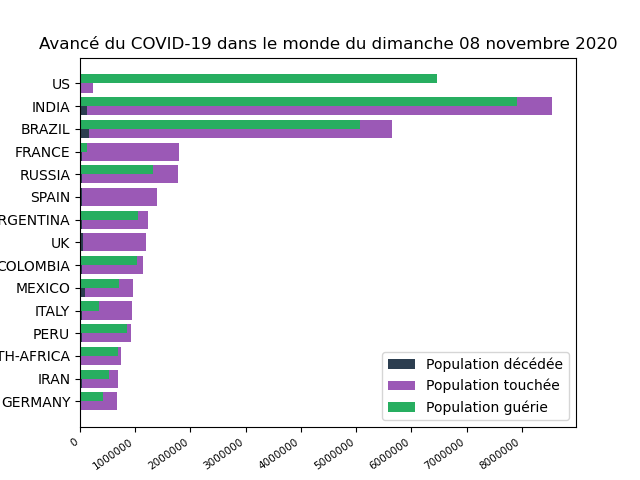 Avancé du COVID-19 dans le monde du dimanche 08 novembre 2020
US
INDIA
BRAZIL
FRANCE
RUSSIA
SPAIN
RGENTINA
UK
COLOMBIA
MEXICO
ITALY
PERU
TH-AFRICA
IRAN
GERMANY
Population décédée
Population touchée
Population guérie
0
1000000
2000000
3000000
4000000
5000000
6000000
7000000
8000000